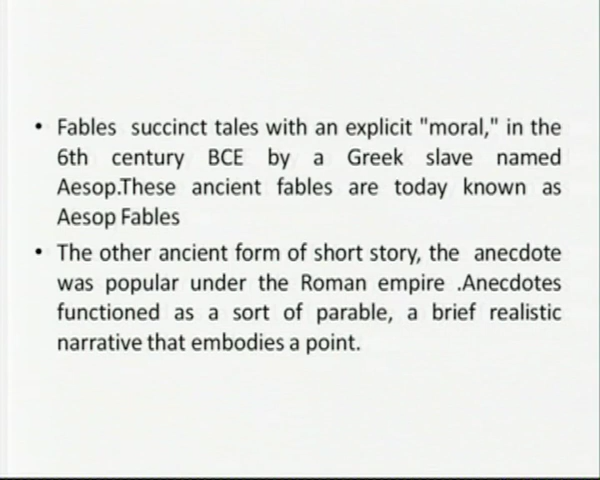 • Fables succinct tales with an explicit "moral," in the
6th century BCE by a Greek slave named
Aesop.These ancient fables are today known as
Aesop Fables
• The other ancient form of short story, the anecdote
was popular under the Roman empire .Anecdotes
functioned as a sort of parable, a brief realistic
narrative that embodies a point.